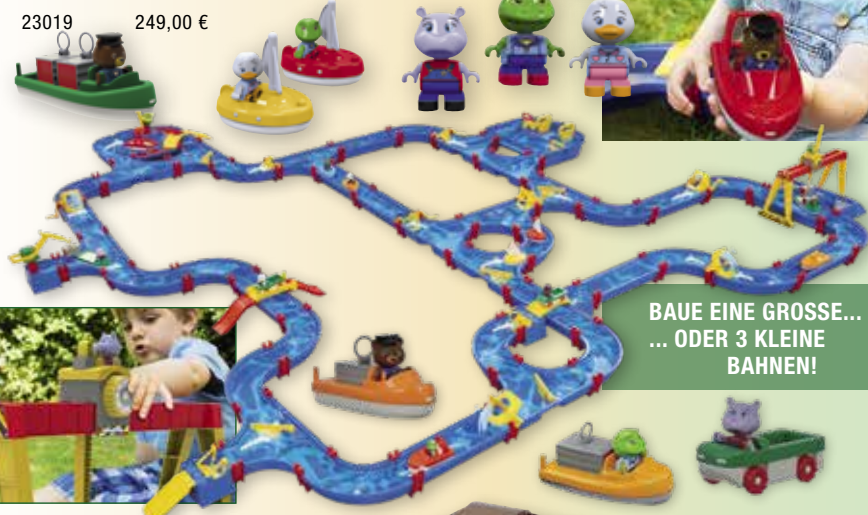 23019 249,00 €
BAUE EINE GROSSE...
... ODER 3 KLEINE
BAHNEN!